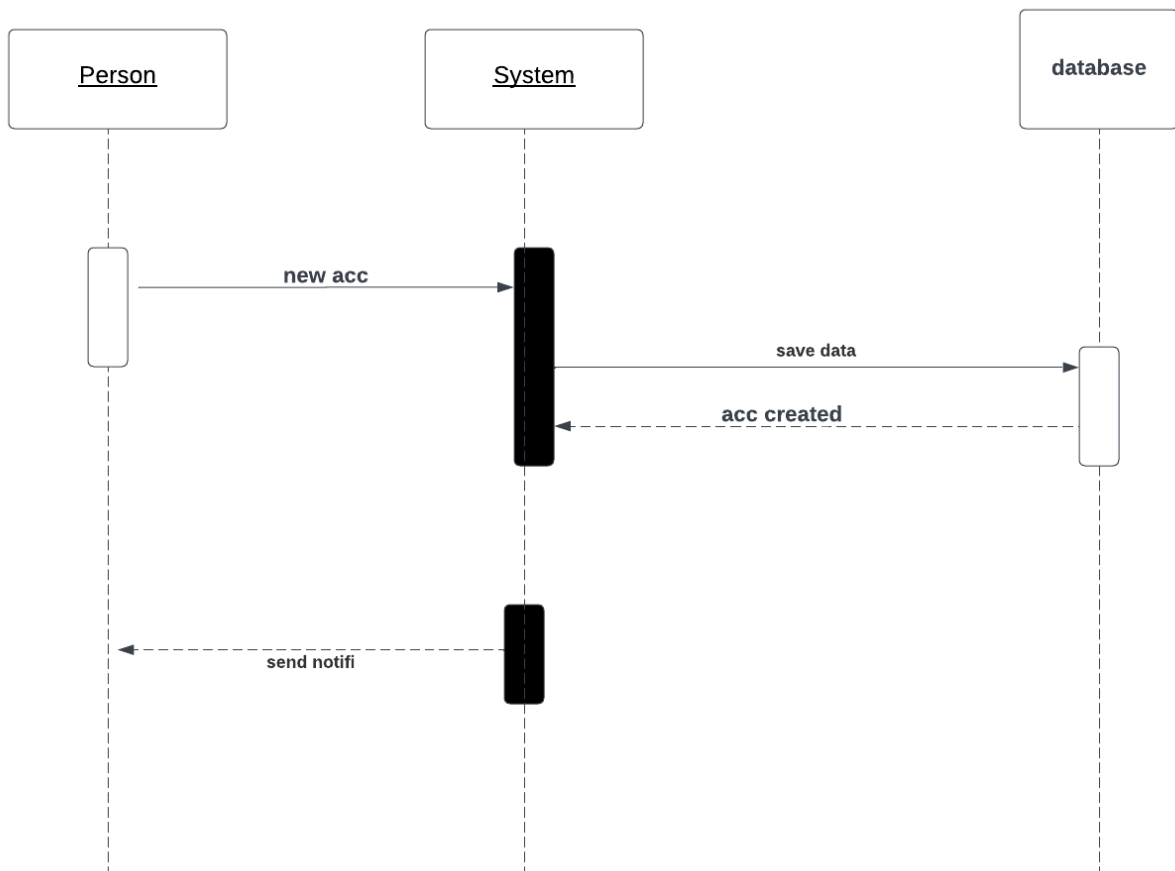 Person
System
database
new acc
save data
acc created
send notifi